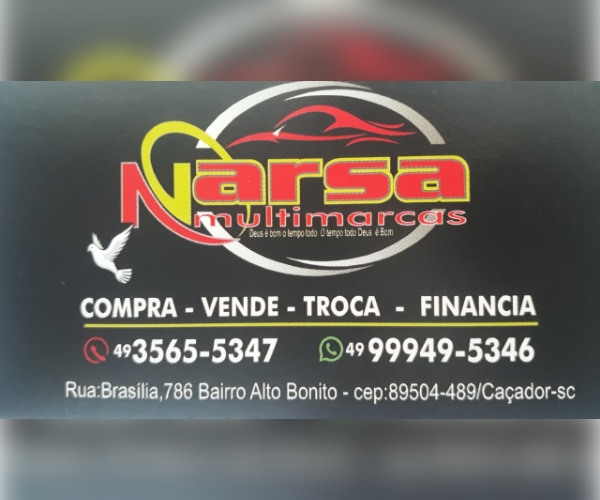 Narsa
multimarcas
Deus é bom o tempo todo. O tempo todo Deus é Bom
COMPRA - VENDE - TROCA - FINANCIA
49 3565-5347 49 99949-5346
Rua:Brasília,786 Bairro Alto Bonito - cep:89504-489/Caçador-sc